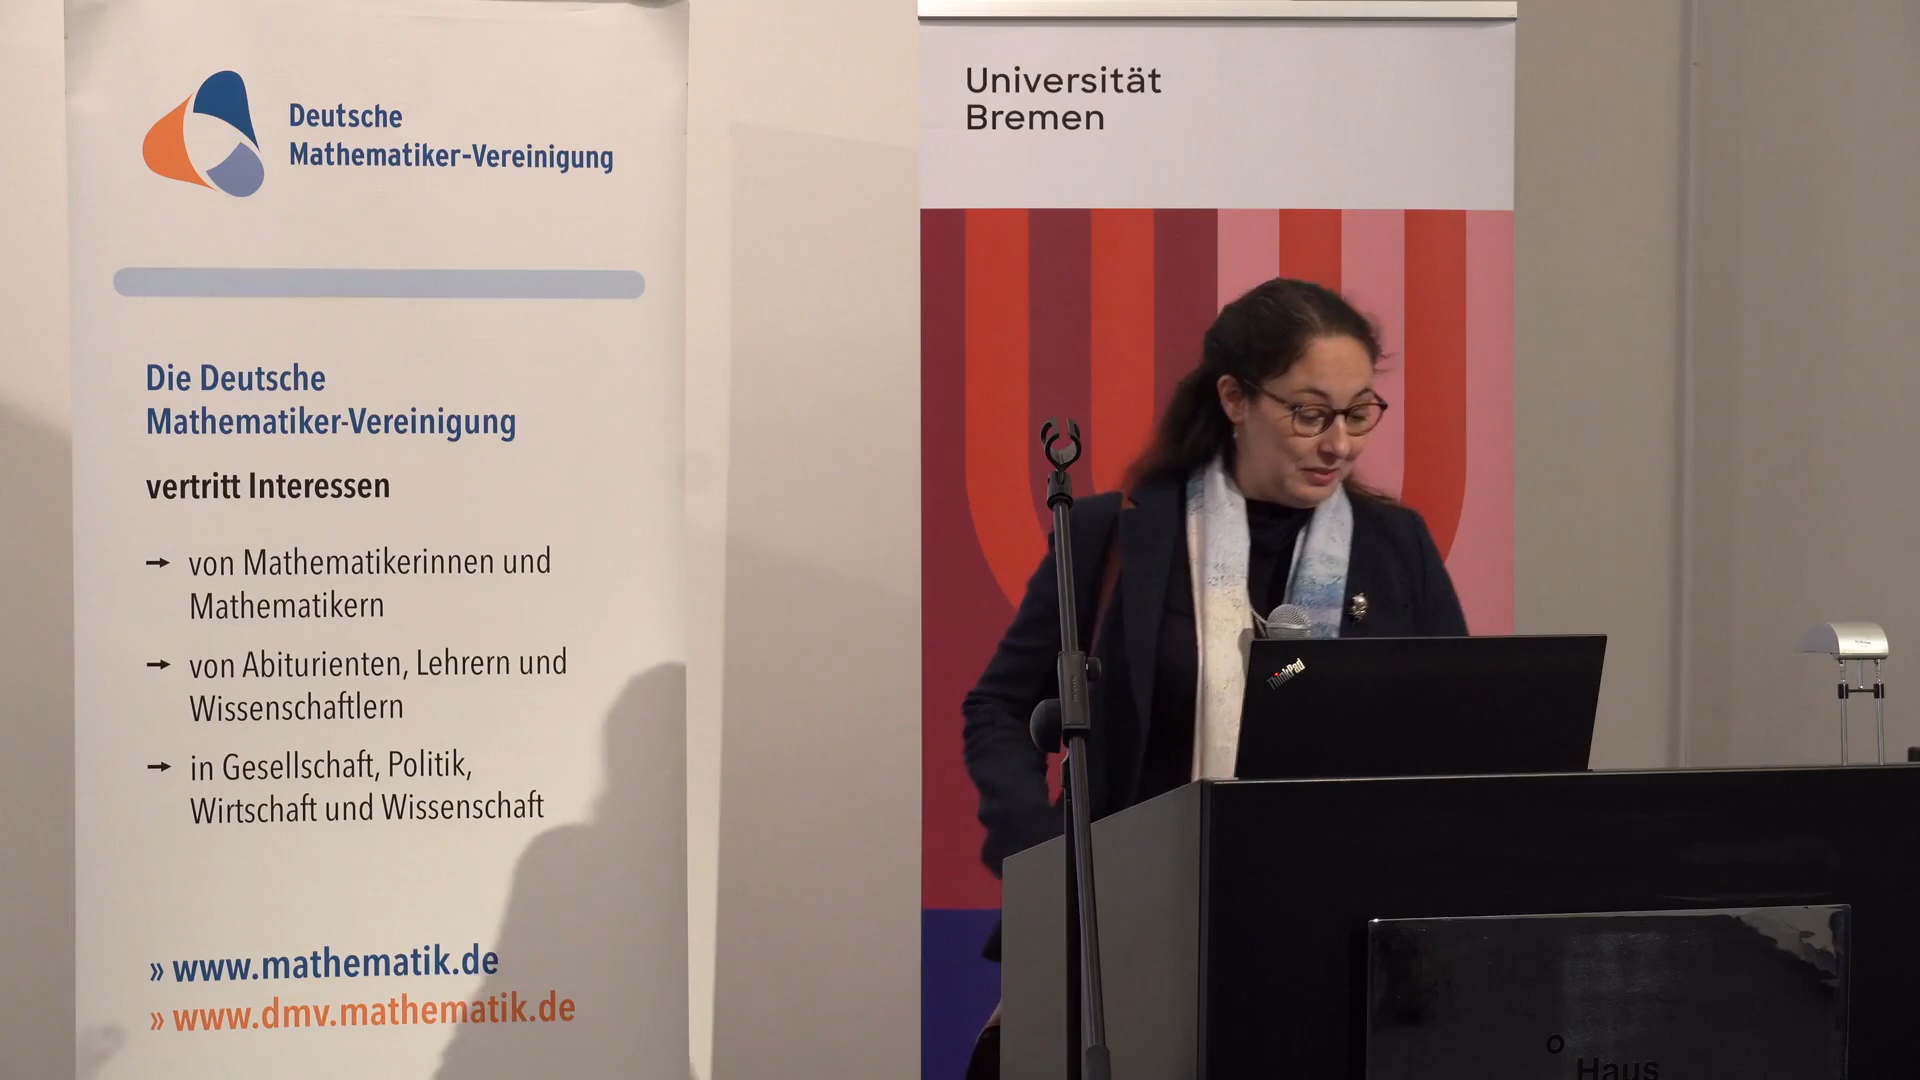 Deutsche
Mathematiker-Vereinigung
Die Deutsche
Mathematiker-Vereinigung
vertritt Interessen
→ von Mathematikerinnen und
Mathematikern
→ von Abiturienten, Lehrern und
Wissenschaftlern
→ in Gesellschaft, Politik,
Wirtschaft und Wissenschaft
» www.mathematik.de
» www.dmv.mathematik.de
Universität
Bremen
ThinkPad
Haus